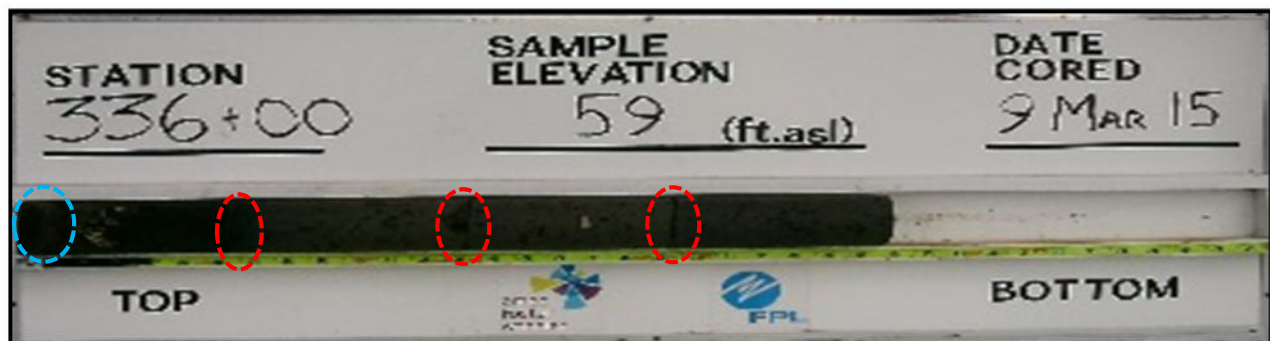 STATION
336+00
SAMPLE
ELEVATION
59 (ft.asl)
DATE
CORED
9 MAR 15
TOP
FPL
BOTTOM